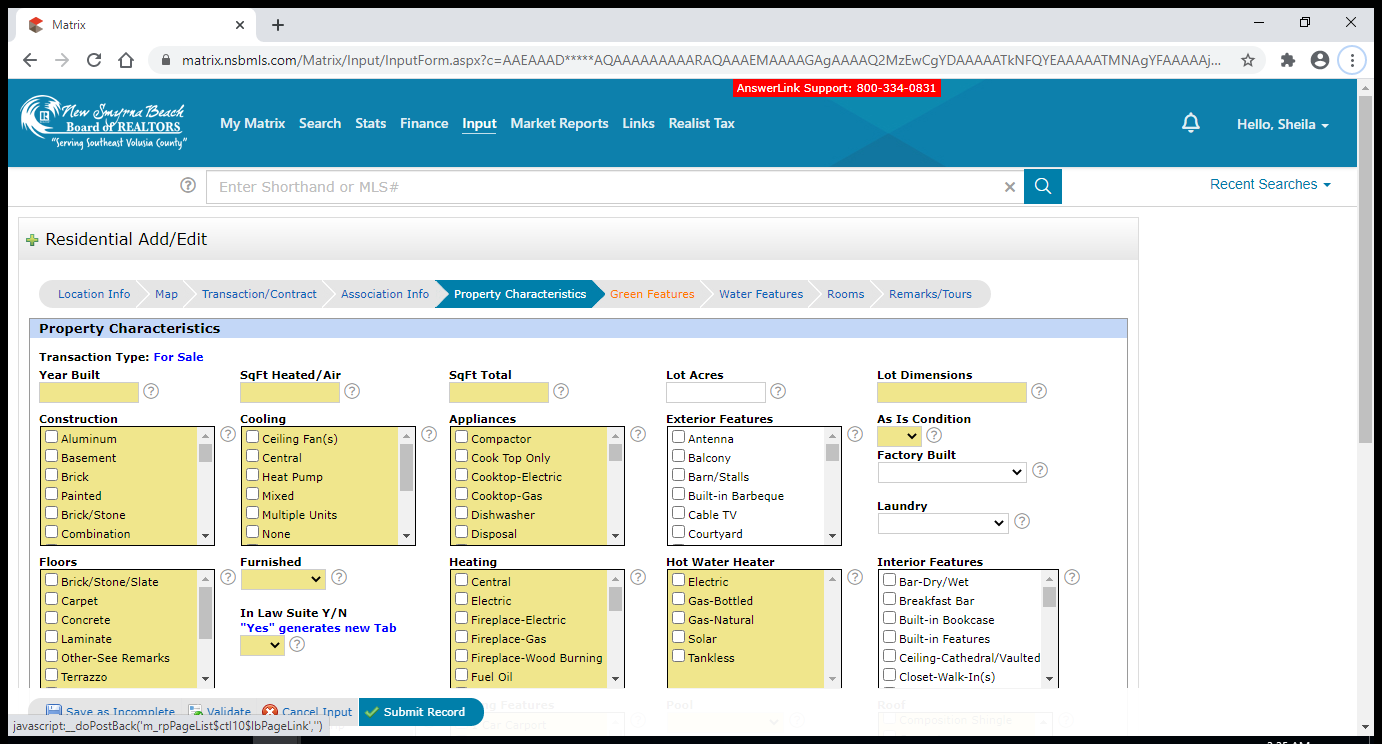 Matrix
matrix.nsbmls.com/Matrix/Input/InputForm.aspx?c=AAEAAAD*****AQAAAAAAAAARAQAAAEMAAAAGAgAAAAQ2MzEwCgYDAAAAATkNFQYEAAAAATMNAgYFAAAAAj...
AnswerLink Support: 800-334-0831
New Smyrna Beach
Board of REALTORS
"Serving Southeast Volusia County"
My Matrix Search Stats Finance Input Market Reports Links Realist Tax
Hello, Sheila
Enter Shorthand or MLS#
Recent Searches
Residential Add/Edit
Location Info Map Transaction/Contract Association Info Property Characteristics Green Features Water Features Rooms Remarks/Tours
Property Characteristics
Transaction Type: For Sale
Year Built SqFt Heated/Air SqFt Total Lot Acres Lot Dimensions
Construction Cooling Appliances Exterior Features As Is Condition
Aluminum Ceiling Fan(s) Compactor Antenna
Basement Central Cook Top Only Balcony Factory Built
Brick Heat Pump Cooktop-Electric Barn/Stalls
Painted Mixed Cooktop-Gas Built-in Barbeque
Brick/Stone Multiple Units Dishwasher Cable TV Laundry
Combination None Disposal Courtyard
Floors Furnished Heating Hot Water Heater Interior Features
Brick/Stone/Slate Central Electric Bar-Dry/Wet
Carpet Electric Gas-Bottled Breakfast Bar
Concrete In Law Suite Y/N Fireplace-Electric Gas-Natural Built-in Bookcase
Laminate "Yes" generates new Tab Fireplace-Gas Solar Built-in Features
Other-See Remarks Fireplace-Wood Burning Tankless Ceiling-Cathedral/Vaulted
Terrazzo Fuel Oil Closet-Walk-In(s)
Save as Incomplete Validate Cancel Input Submit Record
Pool Roof
Composition Shingle
javascript:__doPostBack('m_rpPageList$ctl10$lbPageLink','')